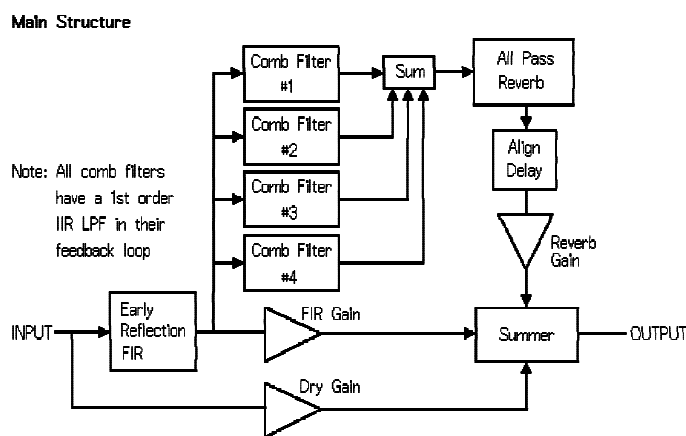 Main Structure
Comb Filter
#1
Sum
All Pass
Reverb
Comb Filter
#2
Align
Delay
Note: All comb filters
have a 1st order
IIR LPF in their
feedback loop
Comb Filter
#3
Comb Filter
#4
Reverb
Gain
Early
Reflection
FIR
FIR Gain
INPUT
Summer
OUTPUT
Dry Gain